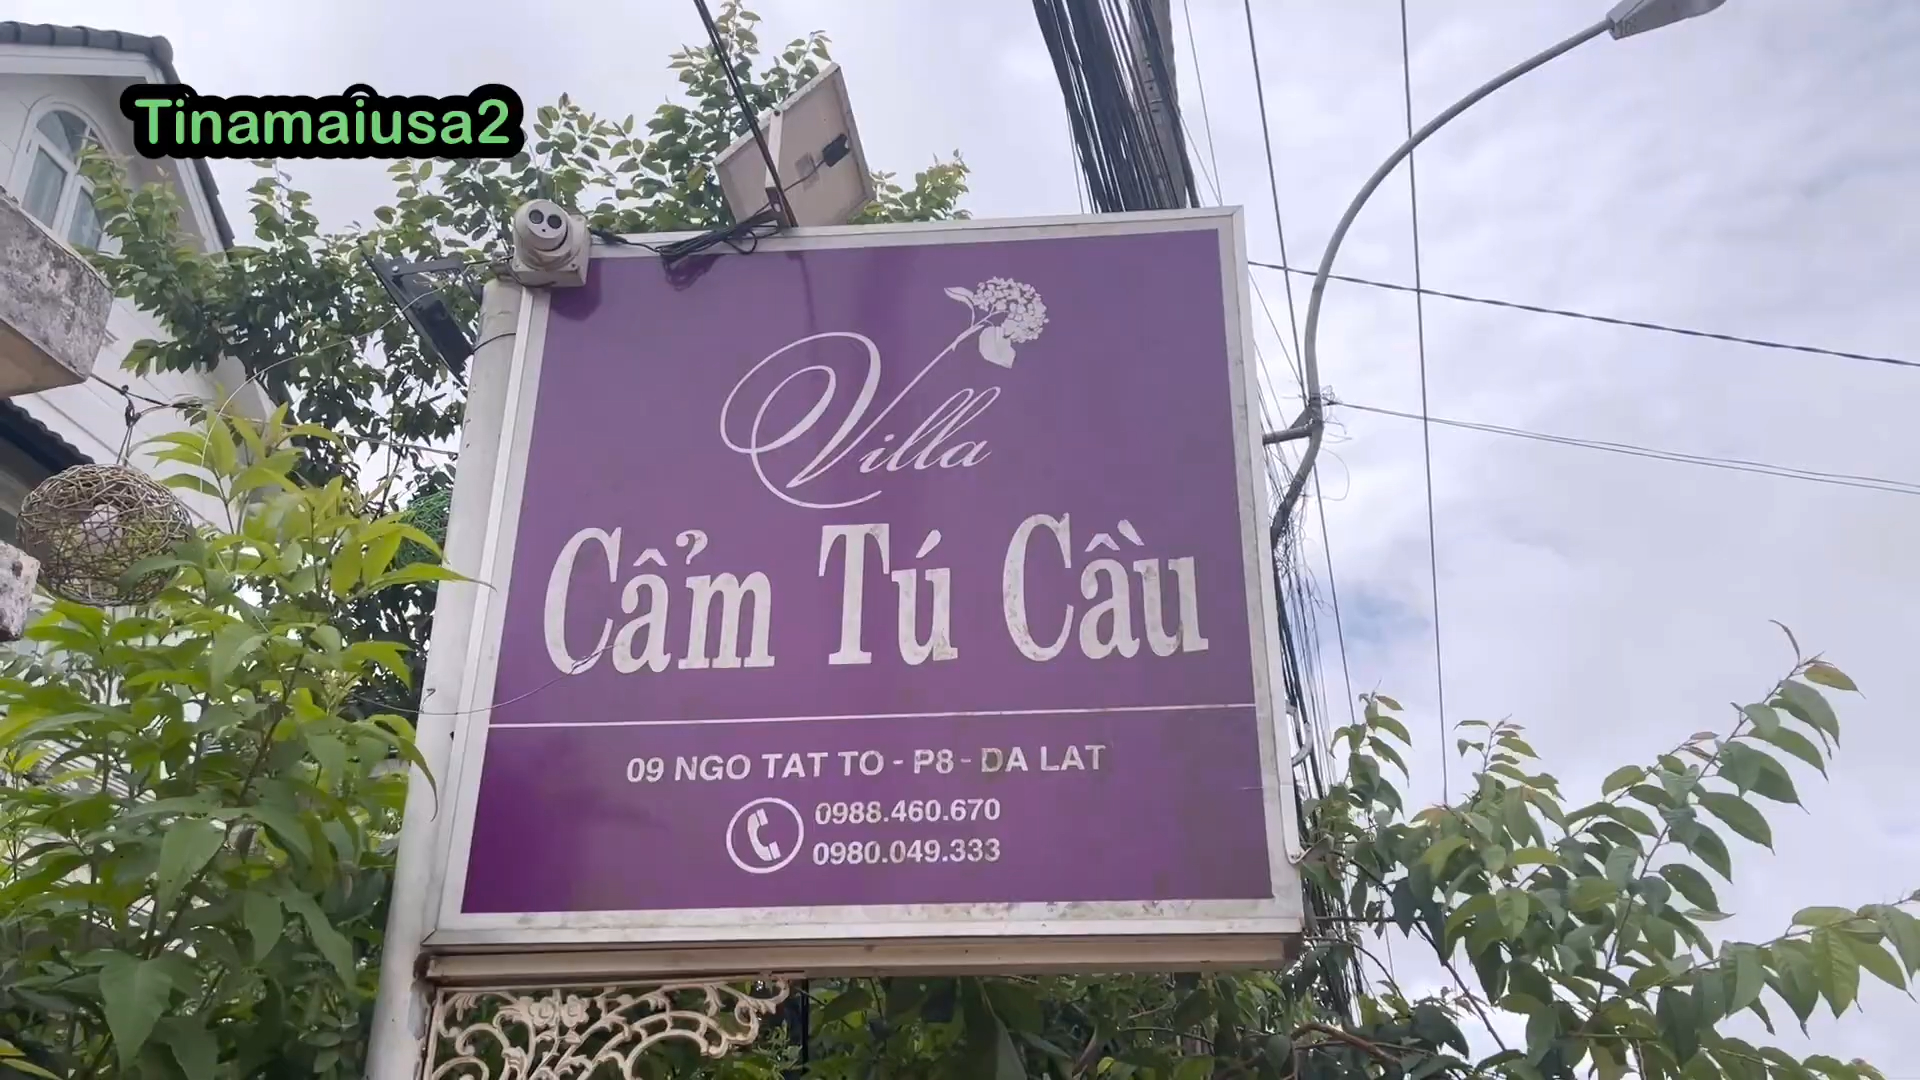 Tinamaiusa2
Villa
Cẩm Tú Cầu
09 NGO TAT TO - P8 - DA LAT
0988.460.670
0980.049.333